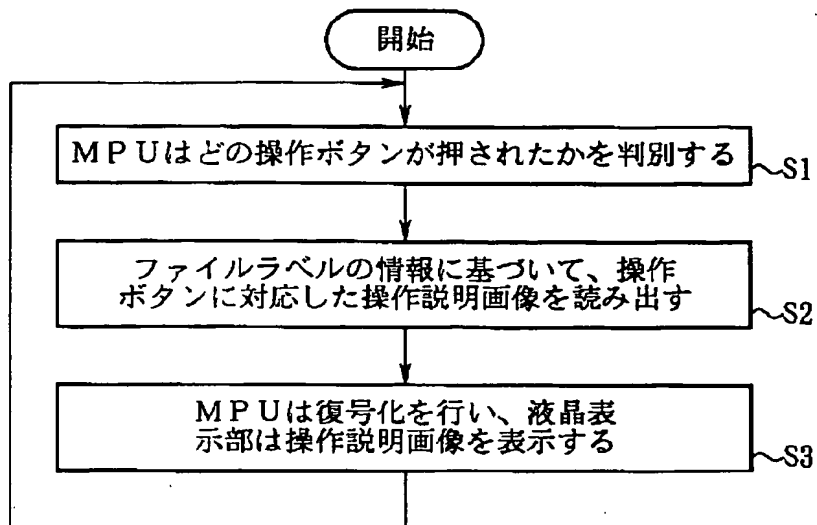 開始
MPUはどの操作ボタンが押されたかを判別する
S1
ファイルラベルの情報に基づいて、操作
ボタンに対応した操作説明画像を読み出す
S2
MPUは復号化を行い、液晶表
示部は操作説明画像を表示する
S3